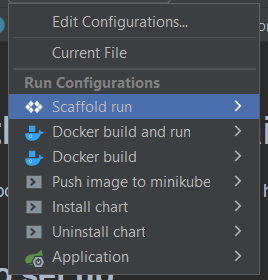 Edit Configurations...
Current File
Run Configurations
Scaffold run
Docker build and run
Docker build
Push image to minikube
Install chart
Uninstall chart
Application